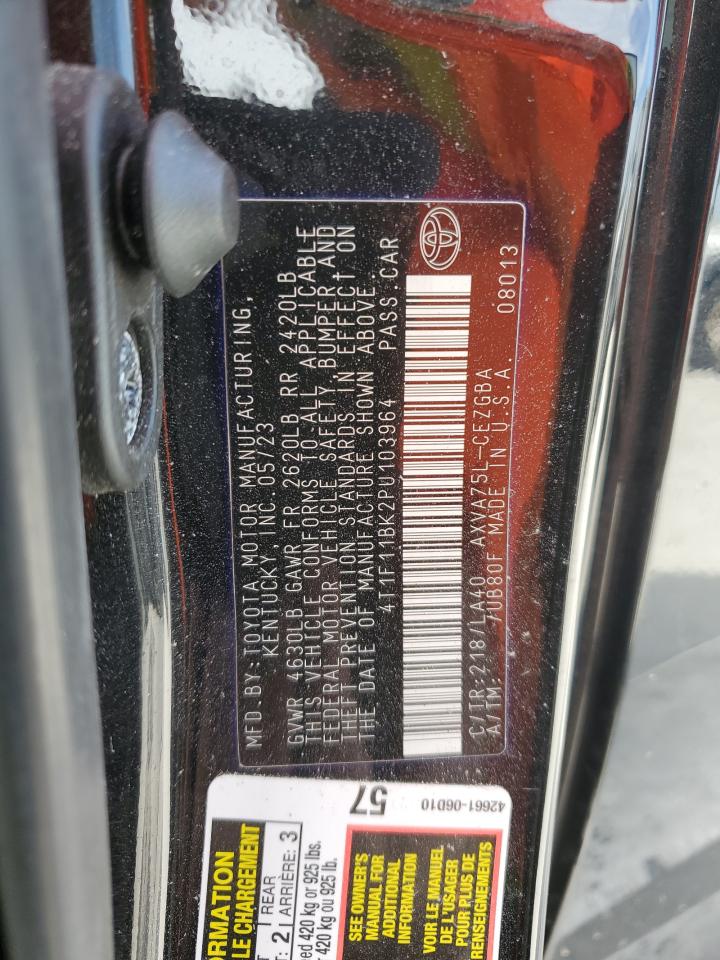 MFD.BY:TOYOTA MOTOR MANUFACTURING,
KENTUCKY, INC. 05/23
GVWR 4630LB GAWR FR 2620LB RR 2420LB
THIS VEHICLE CONFORMS TO ALL APPLICABLE
FEDERAL MOTOR VEHICLE SAFETY, BUMPER, AND
THEFT PREVENTION STANDARDS IN EFFECT ON
THE DATE OF MANUFACTURE SHOWN ABOVE.
4T1F11BK2PU103964 PASS.CAR
C/TR:218/LA40 AXVA75L-CEZGBA
A/TM: /UB80F MADE IN U.S.A. 08013
57
42661-06D10
LE CHARGEMENT
REAR
2 ARRIÈRE: 3
420 kg or 925 lbs.
420 kg ou 925 lb.
SEE OWNER'S
MANUAL FOR
ADDITIONAL
INFORMATION
VOIR LE MANUEL
DE L'USAGER
POUR PLUS DE
RENSEIGNEMENTS